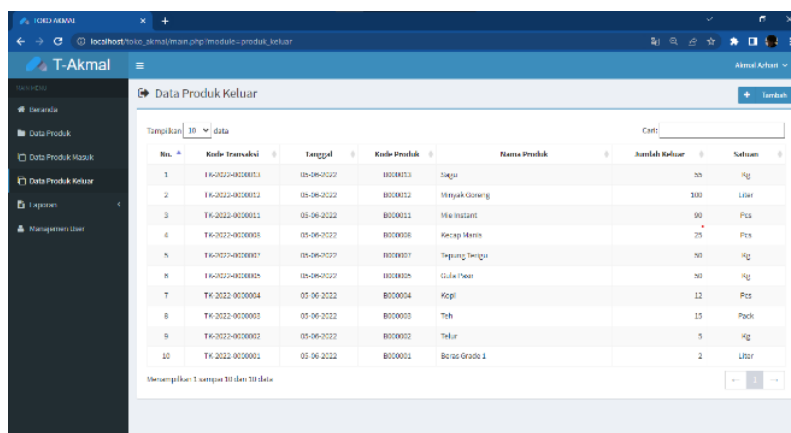 TOKO AKMAL
localhost/toko_akmal/main.php?module=produk_keluar
T-Akmal
Akmal Azhari
MAIN MENU
Beranda
Data Produk
Data Produk Masuk
Data Produk Keluar
Laporan
Manajemen User
Data Produk Keluar
+ Tambah
Tampilkan 10 data
Cari:
No. Kode Transaksi Tanggal Kode Produk Nama Produk Jumlah Keluar Satuan
1 TK-2022-0000013 05-06-2022 B000013 Sagu 55 Kg
2 TK-2022-0000012 05-06-2022 B000012 Minyak Goreng 100 Liter
3 TK-2022-0000011 05-06-2022 B000011 Mie Instant 90 Pcs
4 TK-2022-0000008 05-06-2022 B000008 Kecap Manis 25 Pcs
5 TK-2022-0000007 05-06-2022 B000007 Tepung Terigu 50 Kg
6 TK-2022-0000005 05-06-2022 B000005 Gula Pasir 50 Kg
7 TK-2022-0000004 05-06-2022 B000004 Kopi 12 Pcs
8 TK-2022-0000003 05-06-2022 B000003 Teh 15 Pack
9 TK-2022-0000002 05-06-2022 B000002 Telur 5 Kg
10 TK-2022-0000001 05-06-2022 B000001 Beras Grade 1 2 Liter
Menampilkan 1 sampai 10 dari 10 data
← 1 →